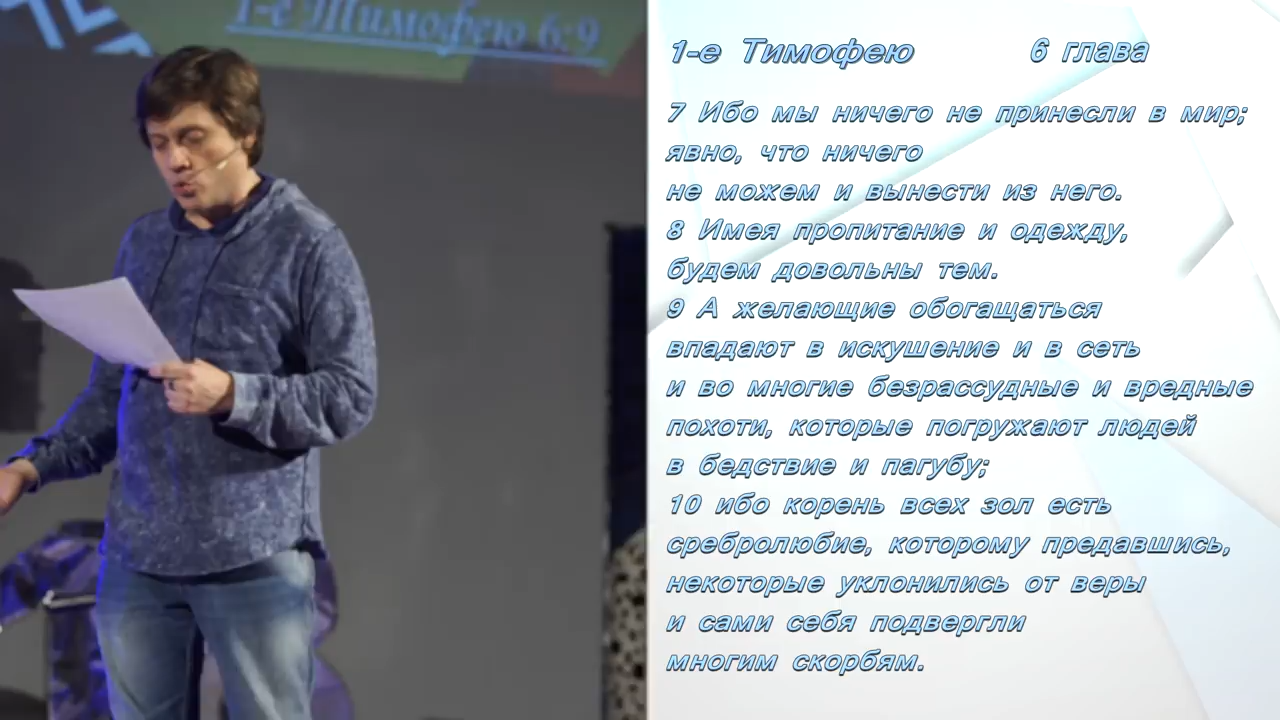 1-е Тимофею 6:9
1-е Тимофею 6 глава
7 Ибо мы ничего не принесли в мир;
явно, что ничего
не можем и вынести из него.
8 Имея пропитание и одежду,
будем довольны тем.
9 А желающие обогащаться
впадают в искушение и в сеть
и во многие безрассудные и вредные
похоти, которые погружают людей
в бедствие и пагубу;
10 ибо корень всех зол есть
сребролюбие, которому предавшись,
некоторые уклонились от веры
и сами себя подвергли
многим скорбям.